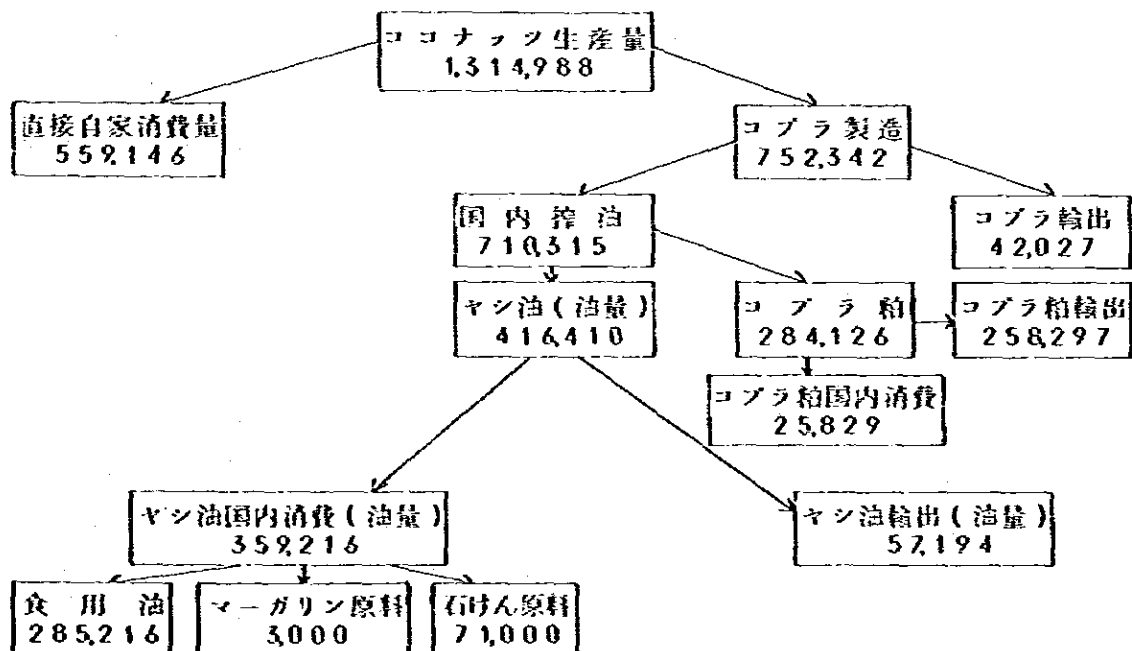 ココナッツ生産量
1,314,988
直接自家消費量
559,146
コプラ製造
752,342
国内搾油
710,315
コプラ輸出
42,027
ヤシ油(油量)
416,410
コプラ粕
284,126
コプラ粕輸出
258,297
コプラ粕国内消費
25,829
ヤシ油国内消費(油量)
359,216
ヤシ油輸出(油量)
57,194
食用油
285,216
マーガリン原料
3,000
石けん原料
71,000